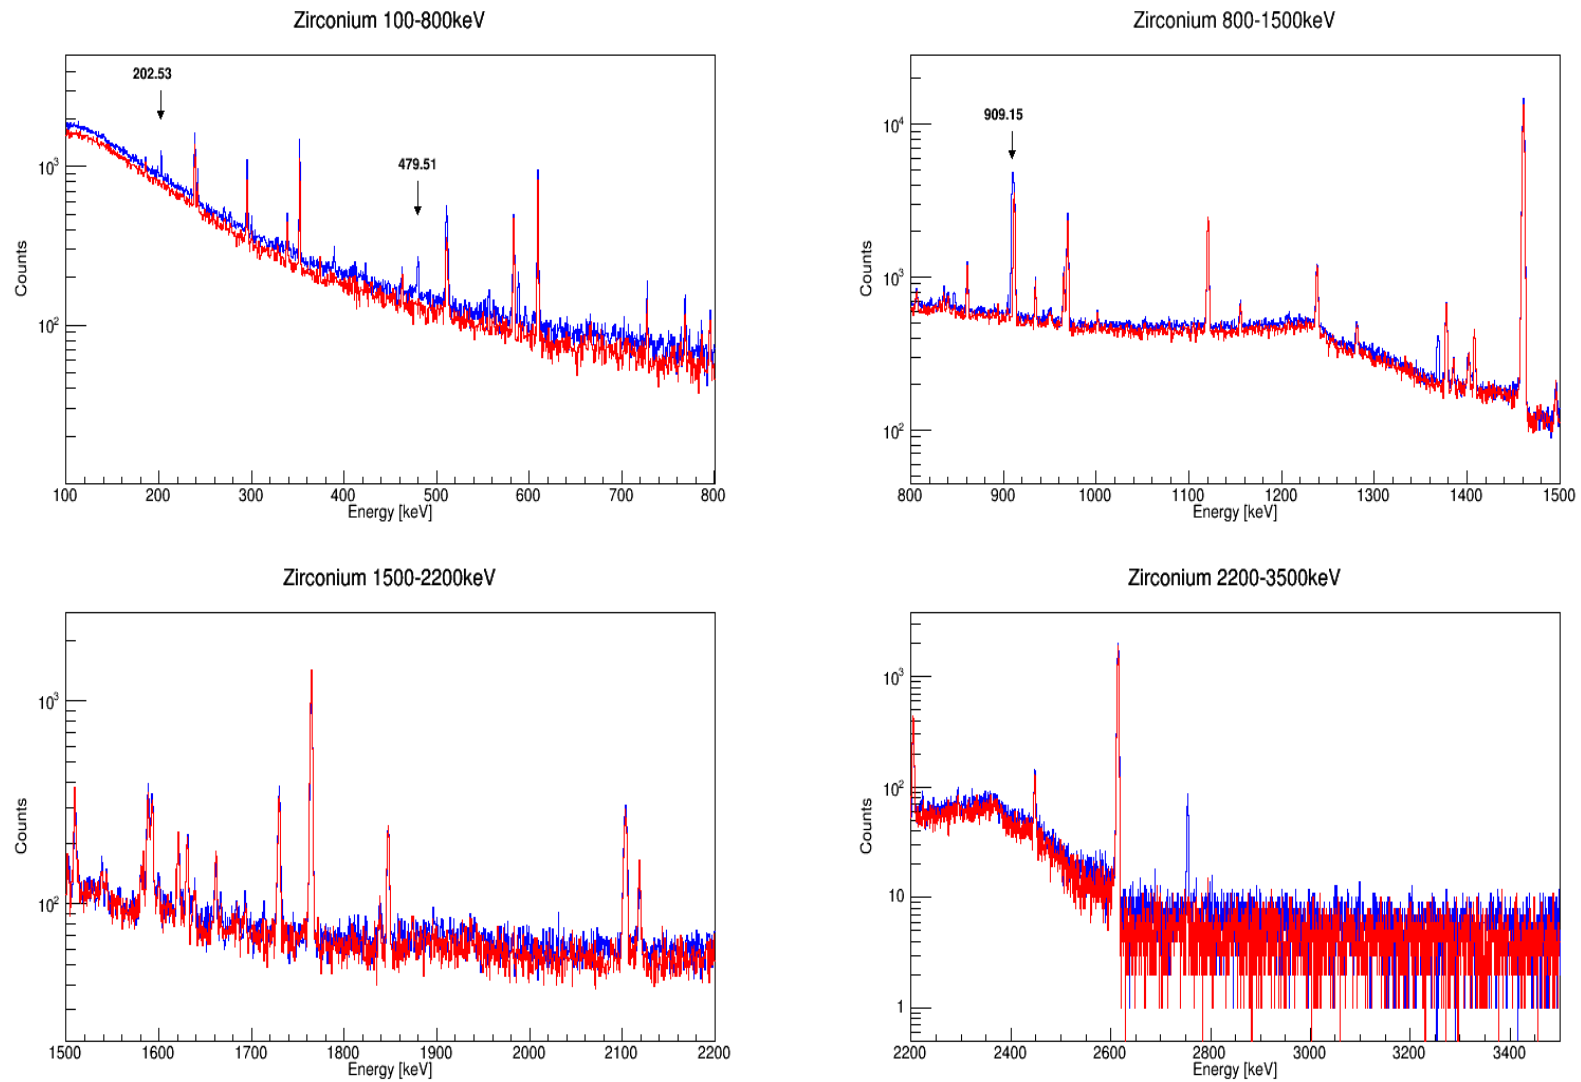 Zirconium 100-800keV
202.53
479.51
10³
10²
Counts
100 200 300 400 500 600 700 800
Energy [keV]
Zirconium 800-1500keV
909.15
10⁴
10³
10²
Counts
800 900 1000 1100 1200 1300 1400 1500
Energy [keV]
Zirconium 1500-2200keV
10³
10²
Counts
1500 1600 1700 1800 1900 2000 2100 2200
Energy [keV]
Zirconium 2200-3500keV
10³
10²
10
1
Counts
2200 2400 2600 2800 3000 3200 3400
Energy [keV]